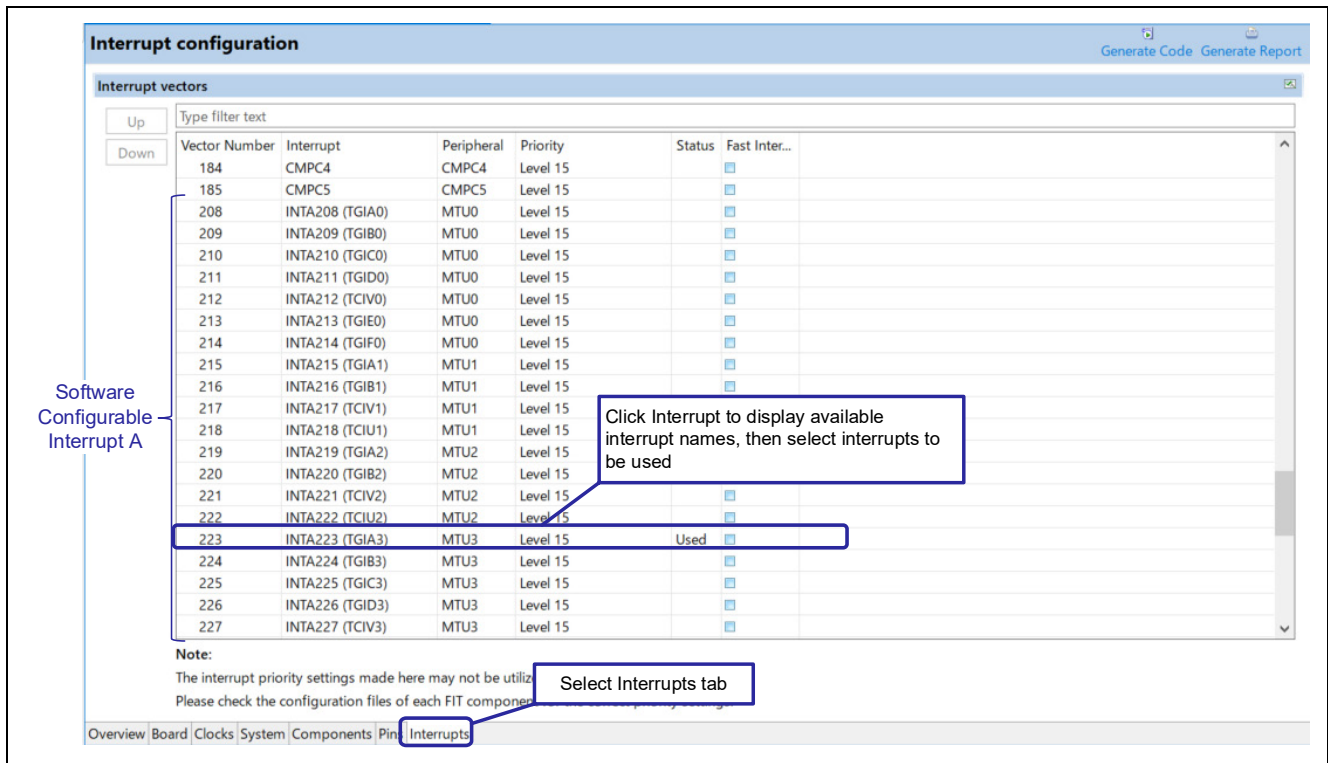 Interrupt configuration
Generate Code Generate Report
Interrupt vectors
Up
Down
Type filter text
Vector Number Interrupt Peripheral Priority Status Fast Inter...
184 CMPC4 CMPC4 Level 15
185 CMPC5 CMPC5 Level 15
208 INTA208 (TGIA0) MTU0 Level 15
209 INTA209 (TGIB0) MTU0 Level 15
210 INTA210 (TGIC0) MTU0 Level 15
211 INTA211 (TGID0) MTU0 Level 15
212 INTA212 (TCIV0) MTU0 Level 15
213 INTA213 (TGIE0) MTU0 Level 15
214 INTA214 (TGIF0) MTU0 Level 15
215 INTA215 (TGIA1) MTU1 Level 15
216 INTA216 (TGIB1) MTU1 Level 15
217 INTA217 (TCIV1) MTU1 Level 15
218 INTA218 (TCIU1) MTU1 Level 15
219 INTA219 (TGIA2) MTU2 Level 15
220 INTA220 (TGIB2) MTU2 Level 15
221 INTA221 (TCIV2) MTU2 Level 15
222 INTA222 (TCIU2) MTU2 Level 15
223 INTA223 (TGIA3) MTU3 Level 15 Used
224 INTA224 (TGIB3) MTU3 Level 15
225 INTA225 (TGIC3) MTU3 Level 15
226 INTA226 (TGID3) MTU3 Level 15
227 INTA227 (TCIV3) MTU3 Level 15
Software
Configurable
Interrupt A
Click Interrupt to display available
interrupt names, then select interrupts to
be used
Note:
The interrupt priority settings made here may not be
Please check the configuration files of each FIT
Select Interrupts tab
Overview Board Clocks System Components Pins Interrupts